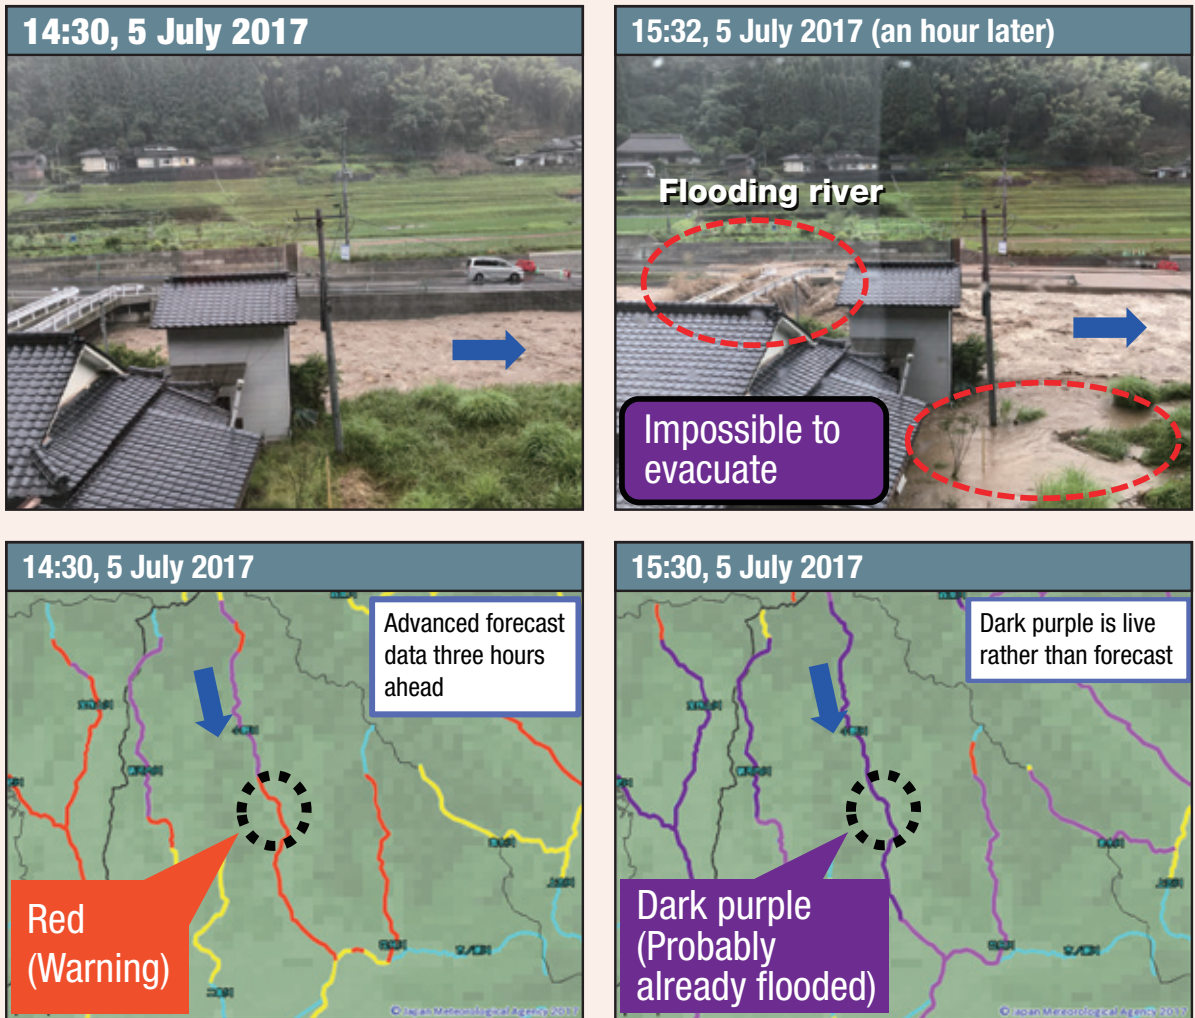 14:30, 5 July 2017
15:32, 5 July 2017 (an hour later)
Flooding river
Impossible to
evacuate
14:30, 5 July 2017
Advanced forecast
data three hours
ahead
Red
(Warning)
© Japan Meteorological Agency 2017
15:30, 5 July 2017
Dark purple is live
rather than forecast
Dark purple
(Probably
already flooded)
© Japan Meteorological Agency 2017